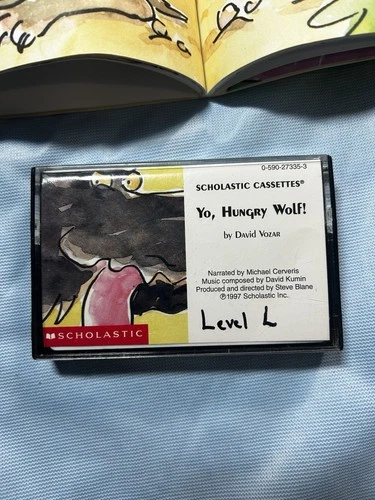 0-590-27335-3
SCHOLASTIC CASSETTES®
Yo, Hungry Wolf!
by David Vozar
Narrated by Michael Cerveris
Music composed by David Kumin
Produced and directed by Steve Blane
℗1997 Scholastic Inc.
Level L
SCHOLASTIC